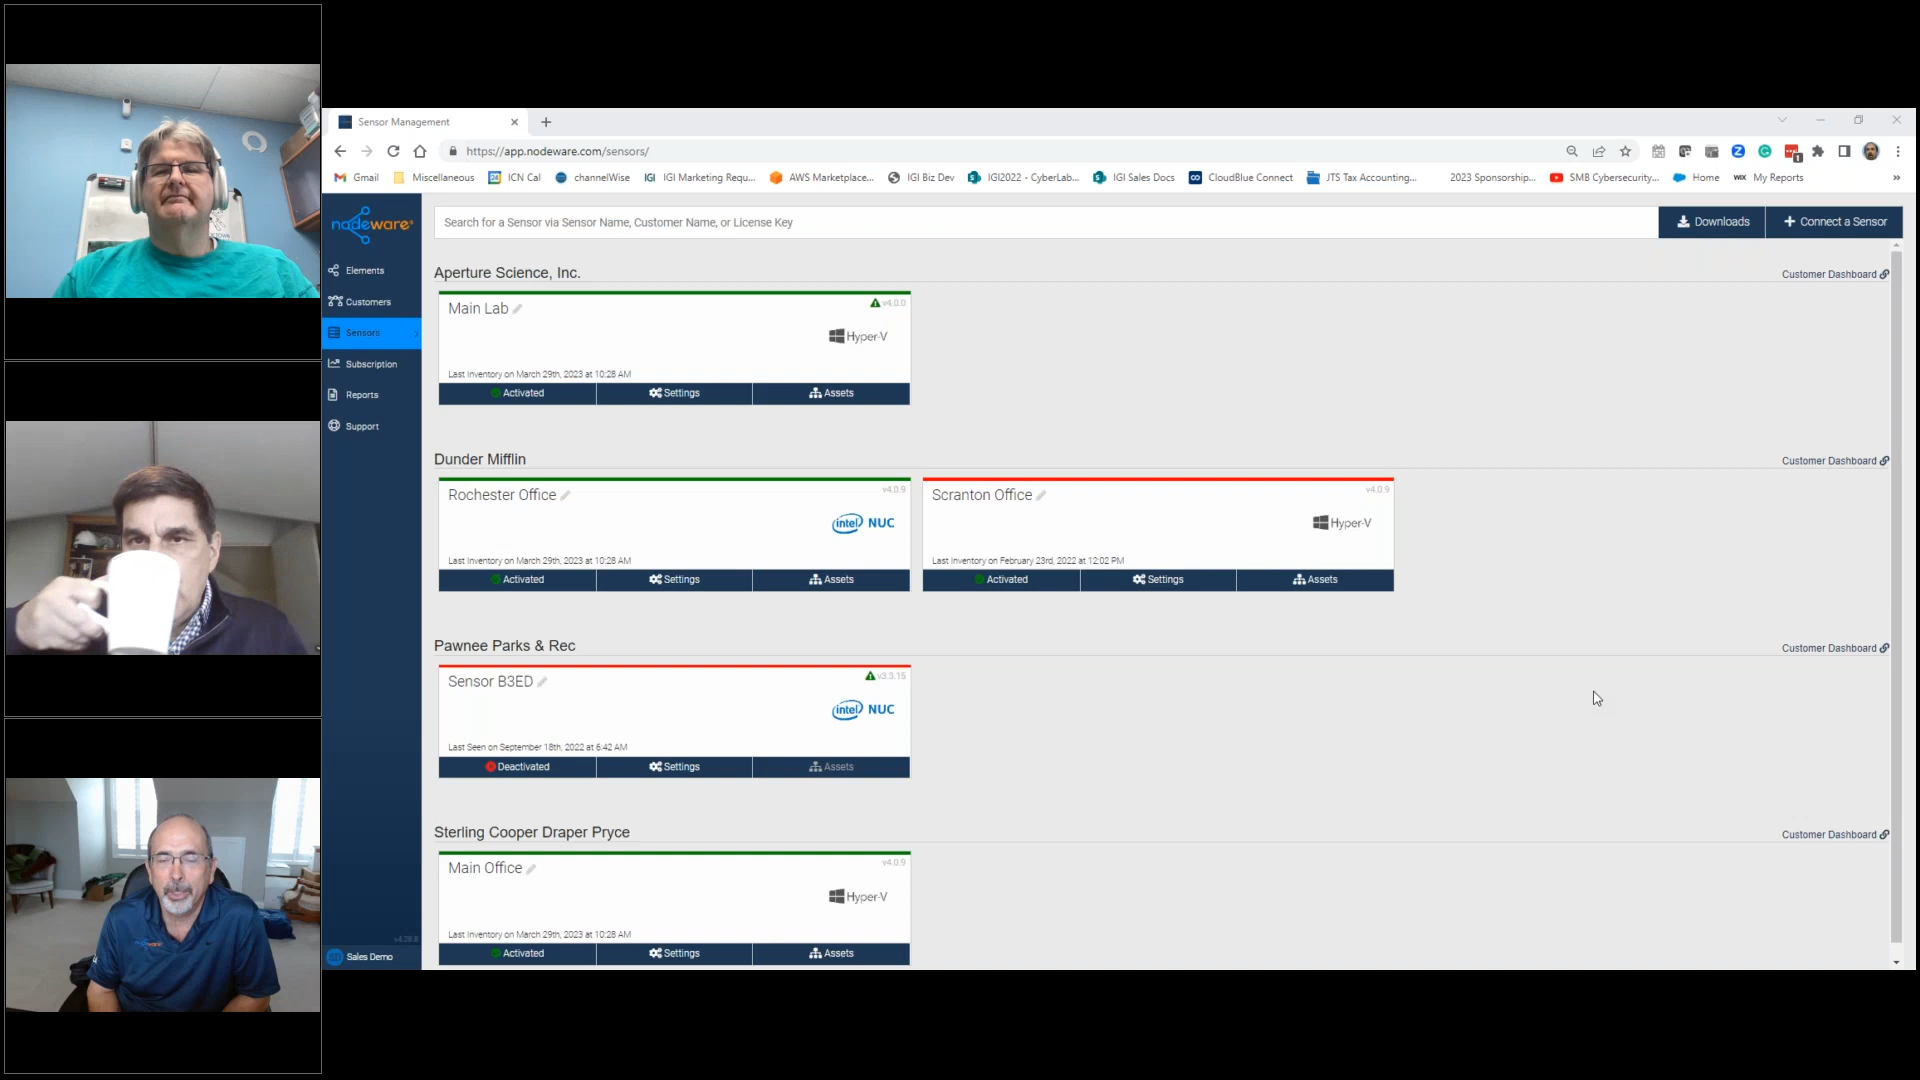 Sensor Management
https://app.nodeware.com/sensors/
Gmail Miscellaneous ICN Cal channelWise IGI IGI Marketing Requ... AWS Marketplace... IGI Biz Dev IGI2022 - CyberLab... IGI Sales Docs CloudBlue Connect JTS Tax Accounting... 2023 Sponsorship... SMB Cybersecurity... Home WIX My Reports »
nodeware
Search for a Sensor via Sensor Name, Customer Name, or License Key
Downloads
+ Connect a Sensor
Elements
Customers
Sensors
Subscription
Reports
Support
Sales Demo
Aperture Science, Inc.
Customer Dashboard
Main Lab
v4.0.0
Hyper-V
Last Inventory on March 29th, 2023 at 10:28 AM
Activated Settings Assets
Dunder Mifflin
Customer Dashboard
Rochester Office
v4.0.9
intel NUC
Last Inventory on March 29th, 2023 at 10:28 AM
Activated Settings Assets
Scranton Office
v4.0.9
Hyper-V
Last Inventory on February 23rd, 2022 at 12:02 PM
Activated Settings Assets
Pawnee Parks & Rec
Customer Dashboard
Sensor B3ED
v3.3.15
intel NUC
Last Seen on September 18th, 2022 at 6:42 AM
Deactivated Settings Assets
Sterling Cooper Draper Pryce
Customer Dashboard
Main Office
v4.0.9
Hyper-V
Last Inventory on March 29th, 2023 at 10:28 AM
Activated Settings Assets